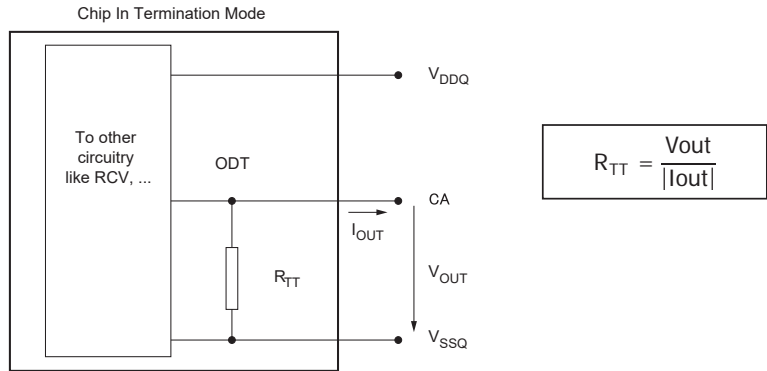 Chip In Termination Mode
V_DDQ
To other
circuitry
like RCV, ...
ODT
R_TT = Vout / |Iout|
CA
I_OUT
R_TT
V_OUT
V_SSQ